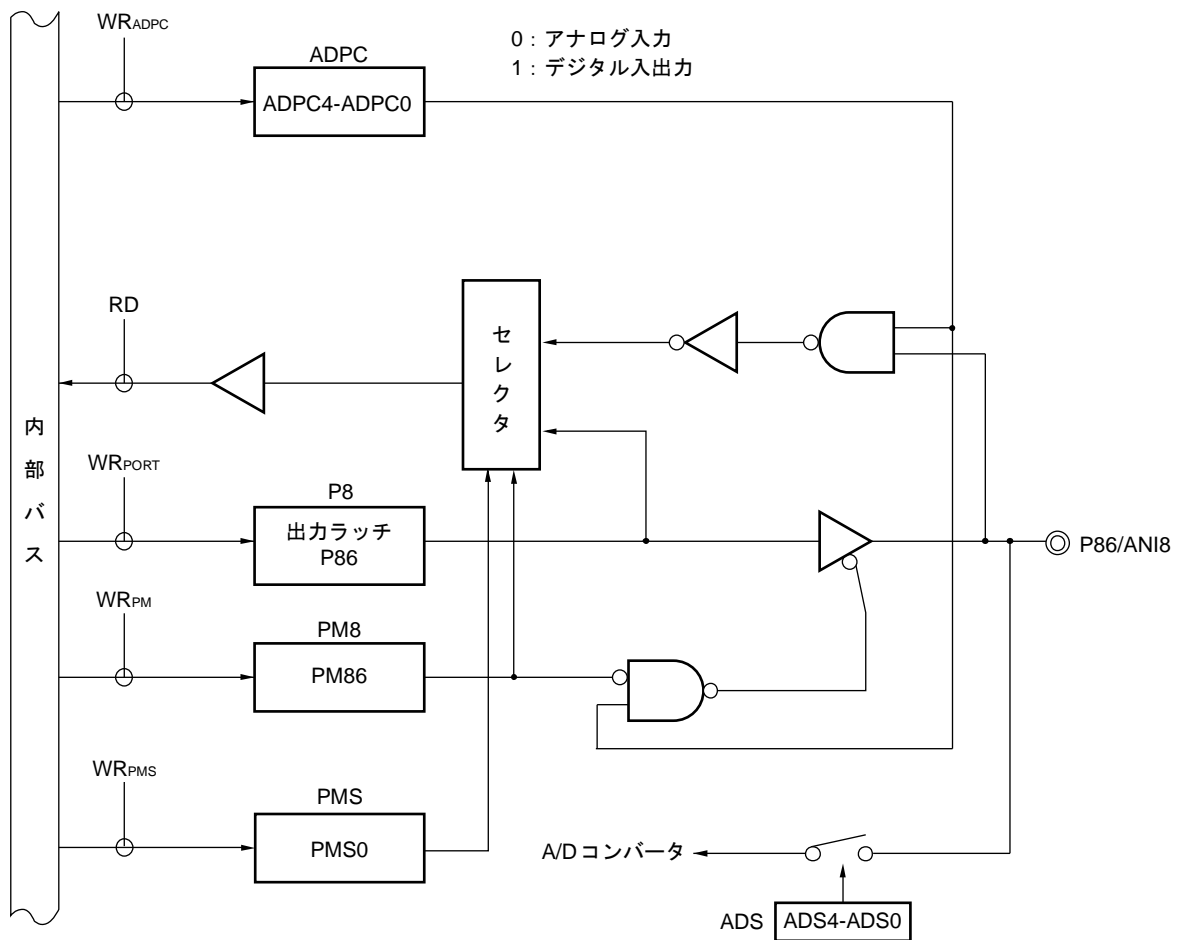 WRADPC
0：アナログ入力
1：デジタル入出力
ADPC
ADPC4-ADPC0
RD
セレクタ
内部バス
WRPORT
P8
出力ラッチ
P86
P86/ANI8
WRPM
PM8
PM86
WRPMS
PMS
PMS0
A/Dコンバータ
ADS
ADS4-ADS0